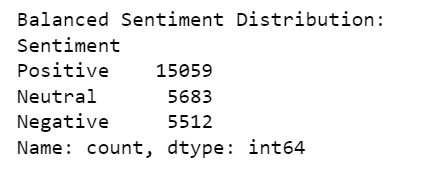 Balanced Sentiment Distribution:
Sentiment
Positive    15059
Neutral      5683
Negative     5512
Name: count, dtype: int64